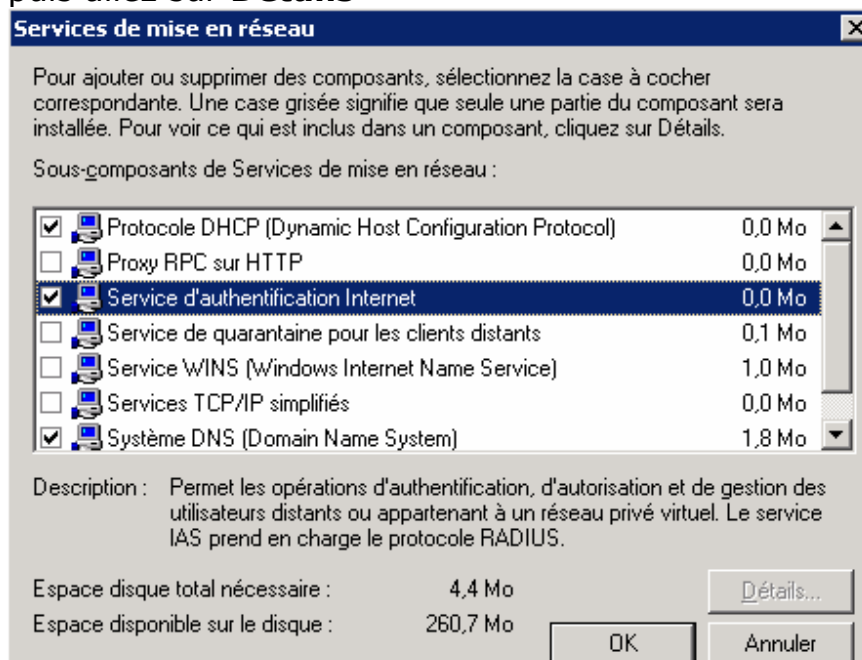 puis allez sur Détails
Services de mise en réseau
Pour ajouter ou supprimer des composants, sélectionnez la case à cocher
correspondante. Une case grisée signifie que seule une partie du composant sera
installée. Pour voir ce qui est inclus dans un composant, cliquez sur Détails.
Sous-composants de Services de mise en réseau :
Protocole DHCP (Dynamic Host Configuration Protocol) 0,0 Mo
Proxy RPC sur HTTP 0,0 Mo
Service d'authentification Internet 0,0 Mo
Service de quarantaine pour les clients distants 0,1 Mo
Service WINS (Windows Internet Name Service) 1,0 Mo
Services TCP/IP simplifiés 0,0 Mo
Système DNS (Domain Name System) 1,8 Mo
Description : Permet les opérations d'authentification, d'autorisation et de gestion des
utilisateurs distants ou appartenant à un réseau privé virtuel. Le service
IAS prend en charge le protocole RADIUS.
Espace disque total nécessaire : 4,4 Mo Détails...
Espace disponible sur le disque : 260,7 Mo
OK Annuler